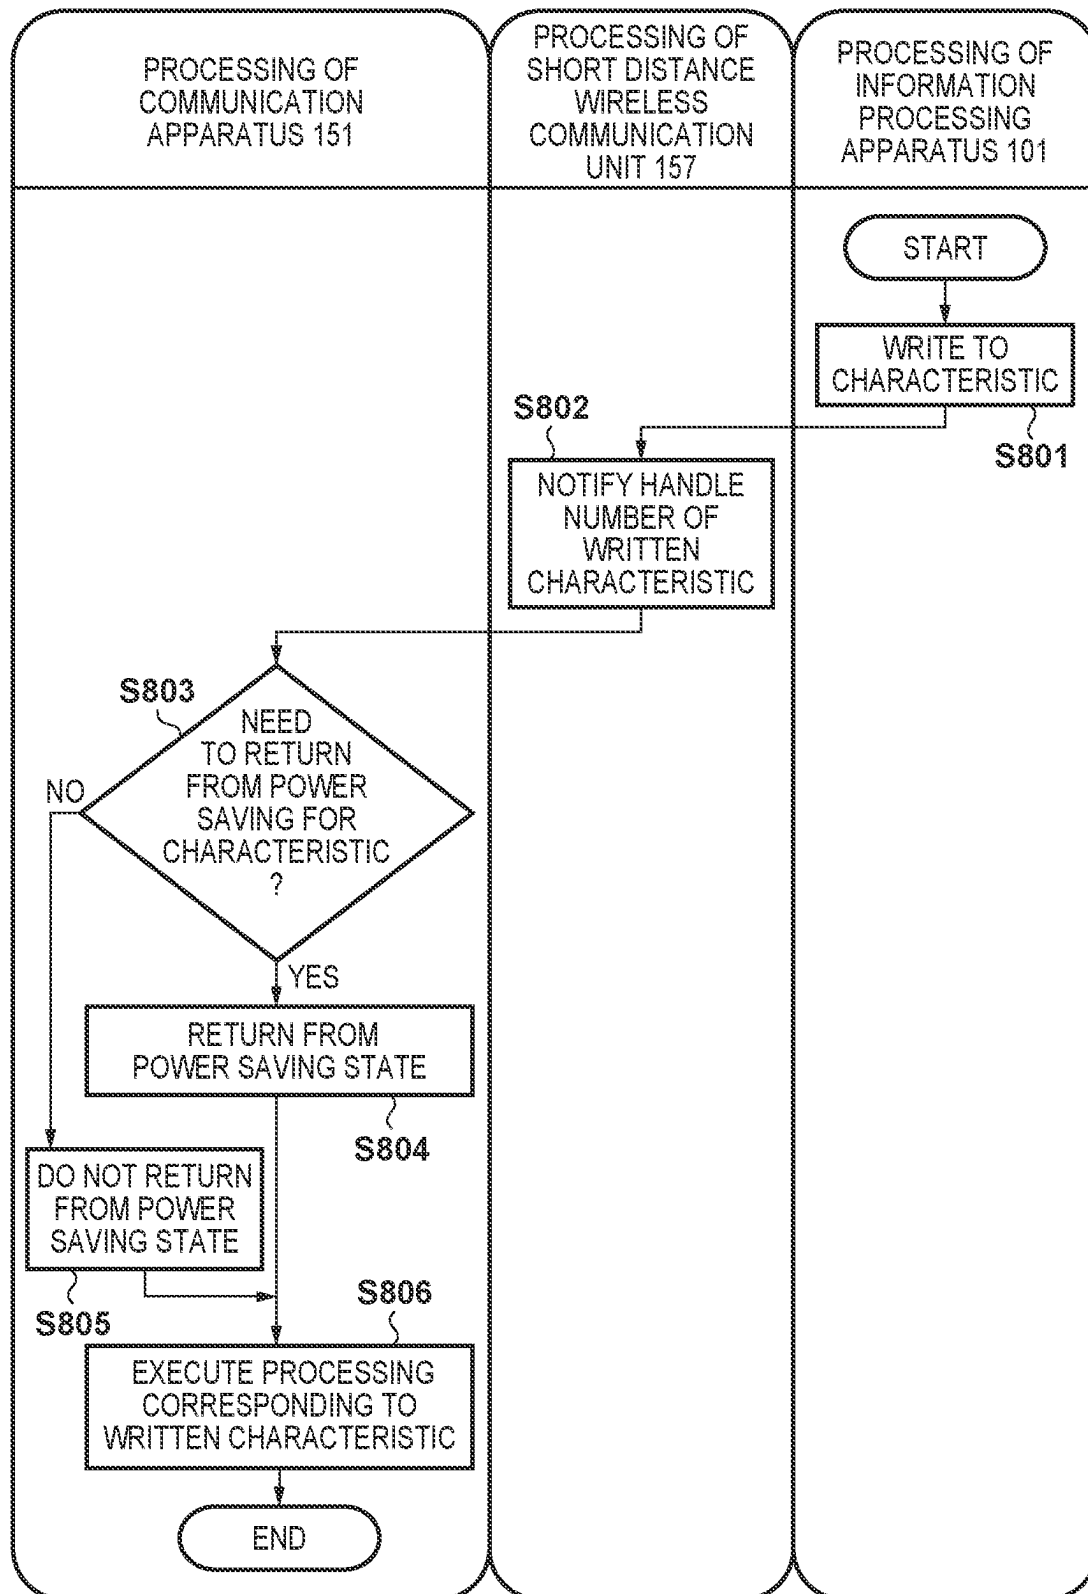 PROCESSING OF
COMMUNICATION
APPARATUS 151
PROCESSING OF
SHORT DISTANCE
WIRELESS
COMMUNICATION
UNIT 157
PROCESSING OF
INFORMATION
PROCESSING
APPARATUS 101
START
WRITE TO
CHARACTERISTIC
S801
S802
NOTIFY HANDLE
NUMBER OF
WRITTEN
CHARACTERISTIC
S803
NEED
TO RETURN
FROM POWER
SAVING FOR
CHARACTERISTIC
?
NO
YES
RETURN FROM
POWER SAVING STATE
S804
DO NOT RETURN
FROM POWER
SAVING STATE
S805
S806
EXECUTE PROCESSING
CORRESPONDING TO
WRITTEN CHARACTERISTIC
END